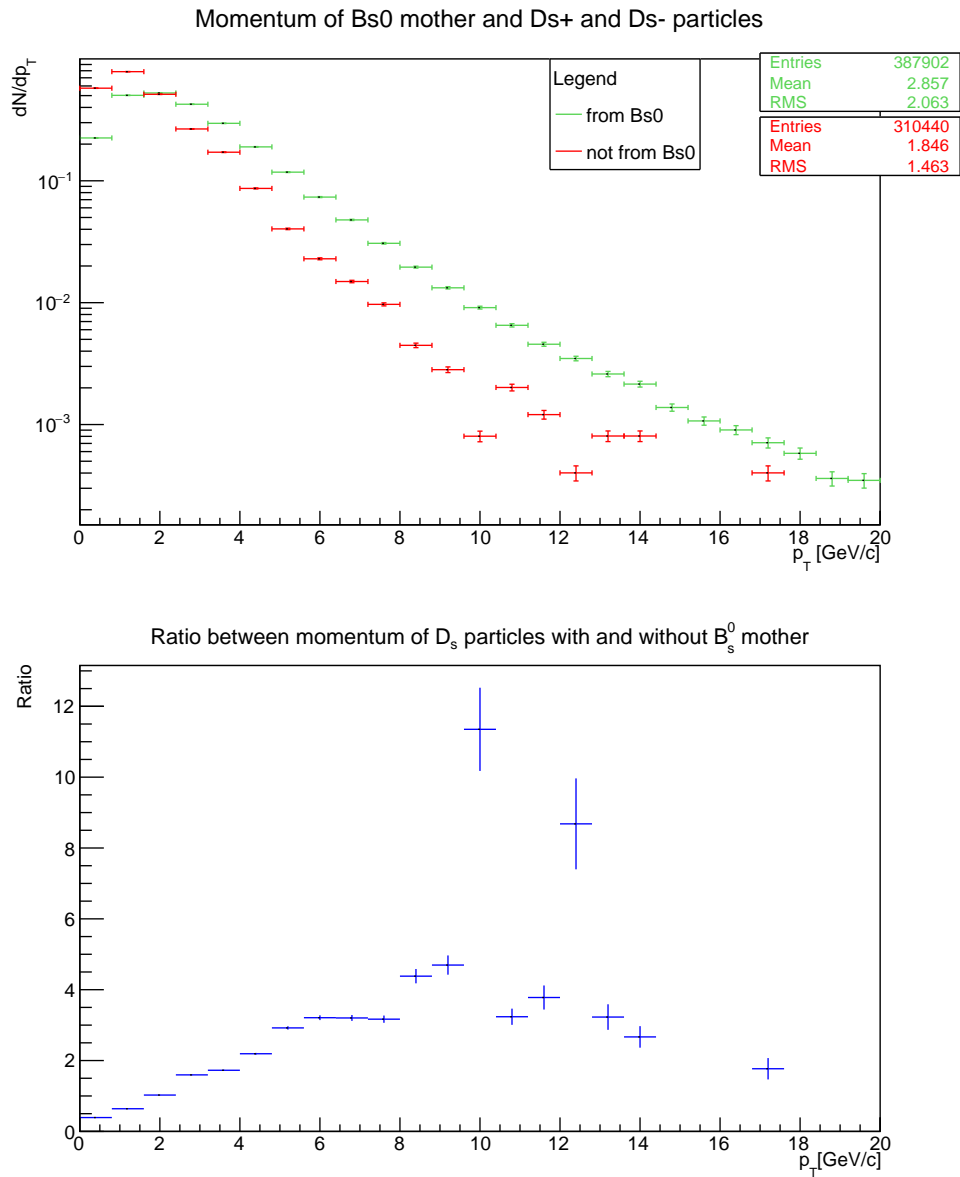 Momentum of Bs0 mother and Ds+ and Ds- particles
dN/dp_T
Legend
from Bs0
not from Bs0
Entries 387902
Mean 2.857
RMS 2.063
Entries 310440
Mean 1.846
RMS 1.463
10^−1
10^−2
10^−3
0 2 4 6 8 10 12 14 16 18 20
p_T [GeV/c]
Ratio between momentum of D_s particles with and without B_s^0 mother
Ratio
12
10
8
6
4
2
0
0 2 4 6 8 10 12 14 16 18 20
p_T[GeV/c]